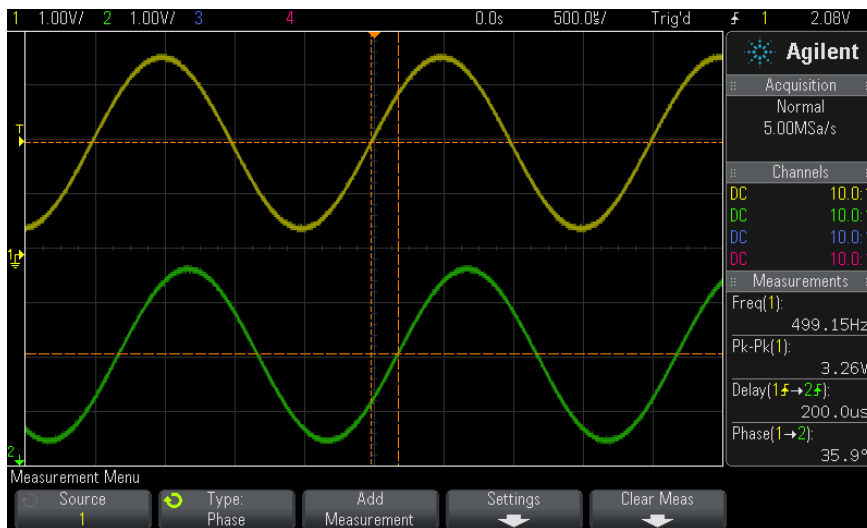 1 1.00V/ 2 1.00V/ 3 4 0.0s 500.0µs/ Trig'd 1 2.08V
T
1
2
Agilent
Acquisition
Normal
5.00MSa/s
Channels
DC 10.0:
DC 10.0:
DC 10.0:
DC 10.0:
Measurements
Freq(1):
499.15Hz
Pk-Pk(1):
3.26V
Delay(1→2):
200.0us
Phase(1→2):
35.9°
Measurement Menu
Source
1
Type:
Phase
Add
Measurement
Settings
Clear Meas